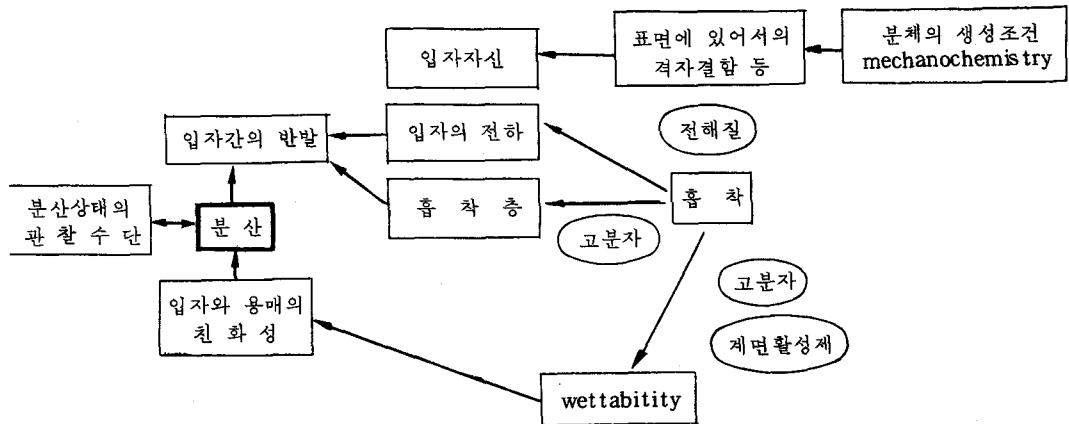 입자자신
표면에 있어서의
격자결함 등
분체의 생성조건
mechanochemistry
입자간의 반발
입자의 전하
전해질
분산상태의
관찰수단
분 산
흡 착 층
흡 착
고분자
입자와 용매의
친 화 성
고분자
계면활성제
wettabitity